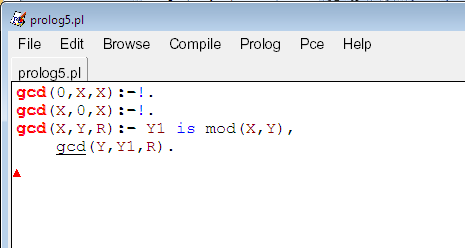 prolog5.pl
File Edit Browse Compile Prolog Pce Help
prolog5.pl
gcd(0,X,X):-!.
gcd(X,0,X):-!.
gcd(X,Y,R):- Y1 is mod(X,Y),
    gcd(Y,Y1,R).